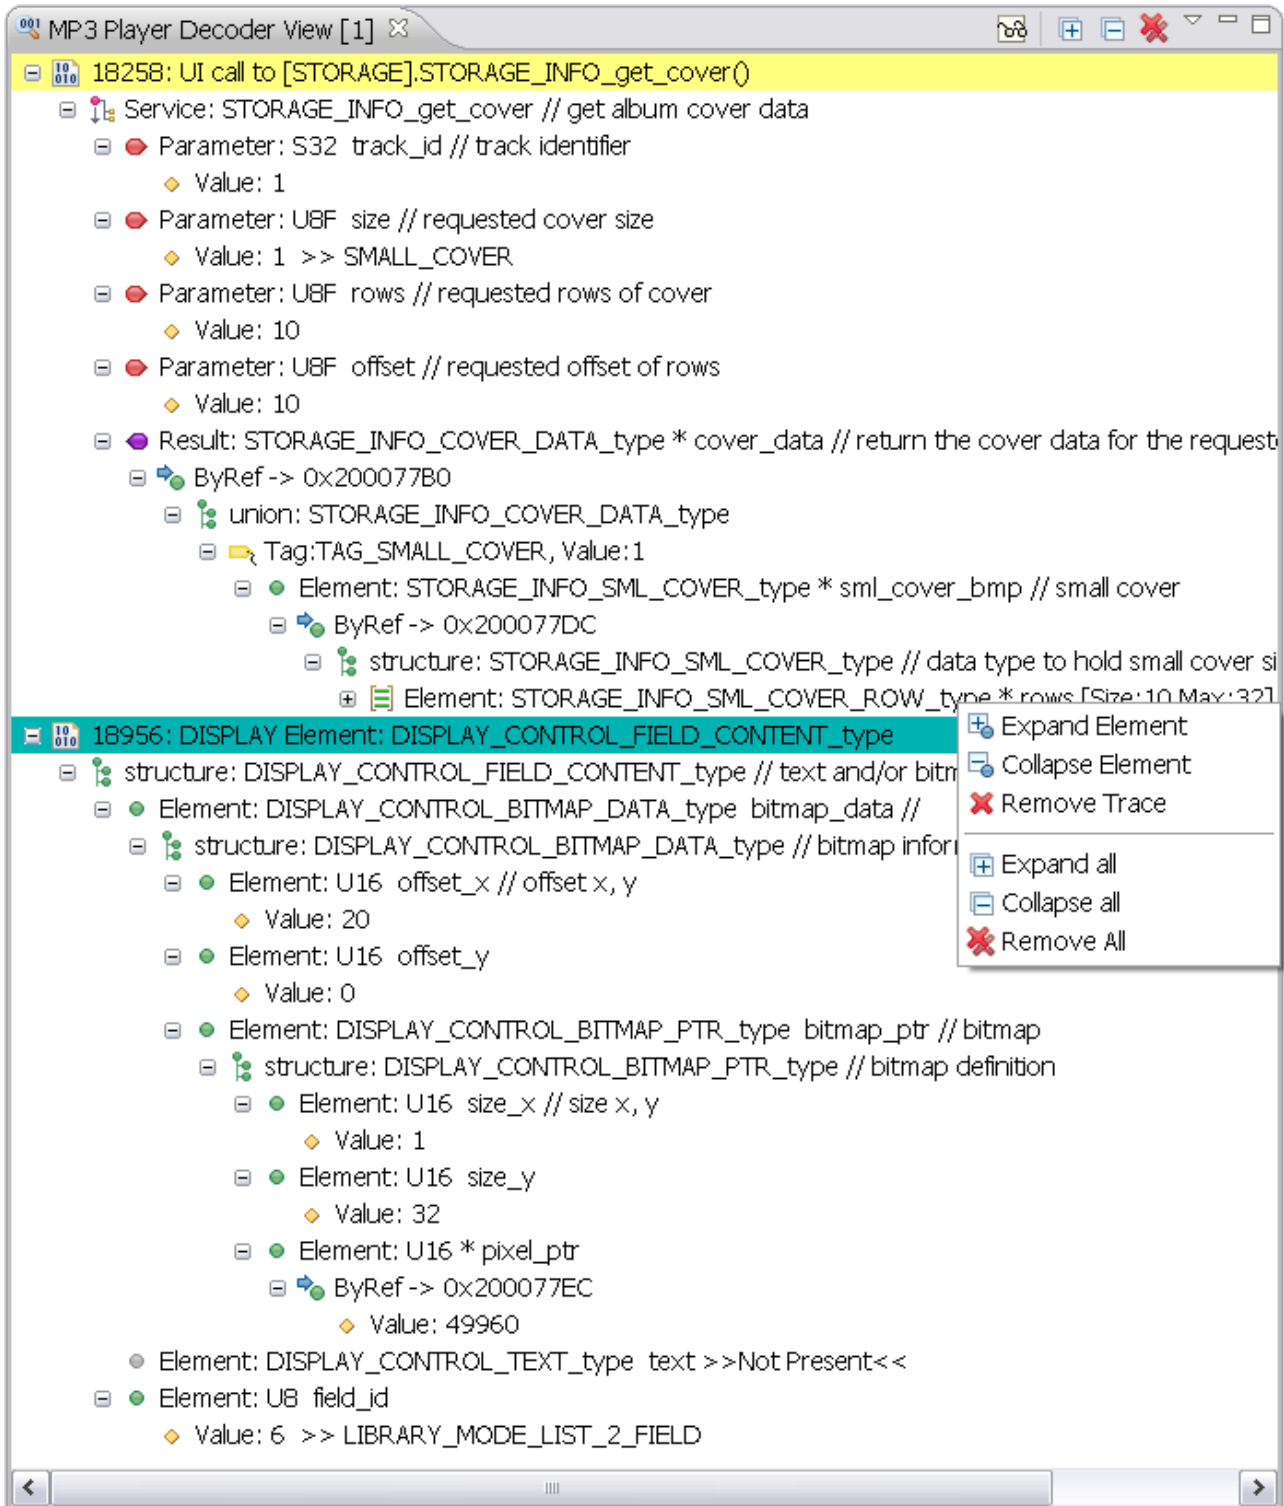 MP3 Player Decoder View [1]
18258: UI call to [STORAGE].STORAGE_INFO_get_cover()
Service: STORAGE_INFO_get_cover // get album cover data
Parameter: S32 track_id // track identifier
Value: 1
Parameter: U8F size // requested cover size
Value: 1 >> SMALL_COVER
Parameter: U8F rows // requested rows of cover
Value: 10
Parameter: U8F offset // requested offset of rows
Value: 10
Result: STORAGE_INFO_COVER_DATA_type * cover_data // return the cover data for the request
ByRef -> 0x200077B0
union: STORAGE_INFO_COVER_DATA_type
Tag:TAG_SMALL_COVER, Value:1
Element: STORAGE_INFO_SML_COVER_type * sml_cover_bmp // small cover
ByRef -> 0x200077DC
structure: STORAGE_INFO_SML_COVER_type // data type to hold small cover si
Element: STORAGE_INFO_SML_COVER_ROW_type * rows [Size:10 Max:32]
18956: DISPLAY Element: DISPLAY_CONTROL_FIELD_CONTENT_type
structure: DISPLAY_CONTROL_FIELD_CONTENT_type // text and/or bitm
Element: DISPLAY_CONTROL_BITMAP_DATA_type bitmap_data //
structure: DISPLAY_CONTROL_BITMAP_DATA_type // bitmap infor
Element: U16 offset_x // offset x, y
Value: 20
Element: U16 offset_y
Value: 0
Element: DISPLAY_CONTROL_BITMAP_PTR_type bitmap_ptr // bitmap
structure: DISPLAY_CONTROL_BITMAP_PTR_type // bitmap definition
Element: U16 size_x // size x, y
Value: 1
Element: U16 size_y
Value: 32
Element: U16 * pixel_ptr
ByRef -> 0x200077EC
Value: 49960
Element: DISPLAY_CONTROL_TEXT_type text >>Not Present<<
Element: U8 field_id
Value: 6 >> LIBRARY_MODE_LIST_2_FIELD
Expand Element
Collapse Element
Remove Trace
Expand all
Collapse all
Remove All